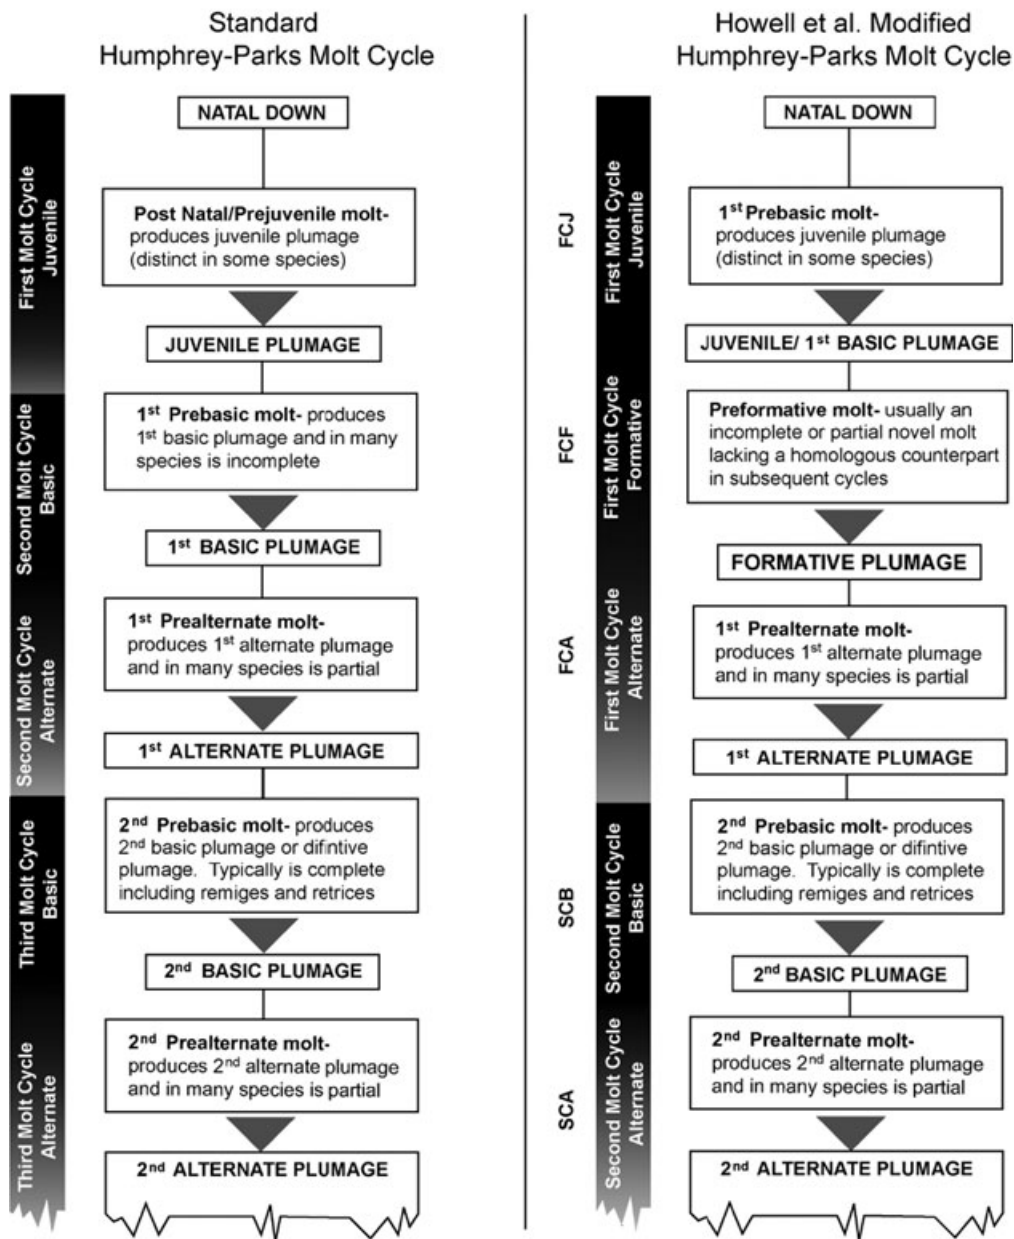 Standard
Humphrey-Parks Molt Cycle
First Molt Cycle
Juvenile
Second Molt Cycle
Basic
Second Molt Cycle
Alternate
Third Molt Cycle
Basic
Third Molt Cycle
Alternate
NATAL DOWN
Post Natal/Prejuvenile molt-
produces juvenile plumage
(distinct in some species)
JUVENILE PLUMAGE
1st Prebasic molt- produces
1st basic plumage and in many
species is incomplete
1st BASIC PLUMAGE
1st Prealternate molt-
produces 1st alternate plumage
and in many species is partial
1st ALTERNATE PLUMAGE
2nd Prebasic molt- produces
2nd basic plumage or difintive
plumage. Typically is complete
including remiges and retrices
2nd BASIC PLUMAGE
2nd Prealternate molt-
produces 2nd alternate plumage
and in many species is partial
2nd ALTERNATE PLUMAGE
Howell et al. Modified
Humphrey-Parks Molt Cycle
FCJ
FCF
FCA
SCB
SCA
First Molt Cycle
Juvenile
First Molt Cycle
Formative
First Molt Cycle
Alternate
Second Molt Cycle
Basic
Second Molt Cycle
Alternate
NATAL DOWN
1st Prebasic molt-
produces juvenile plumage
(distinct in some species)
JUVENILE/ 1st BASIC PLUMAGE
Preformative molt- usually an
incomplete or partial novel molt
lacking a homologous counterpart
in subsequent cycles
FORMATIVE PLUMAGE
1st Prealternate molt-
produces 1st alternate plumage
and in many species is partial
1st ALTERNATE PLUMAGE
2nd Prebasic molt- produces
2nd basic plumage or difintive
plumage. Typically is complete
including remiges and retrices
2nd BASIC PLUMAGE
2nd Prealternate molt-
produces 2nd alternate plumage
and in many species is partial
2nd ALTERNATE PLUMAGE